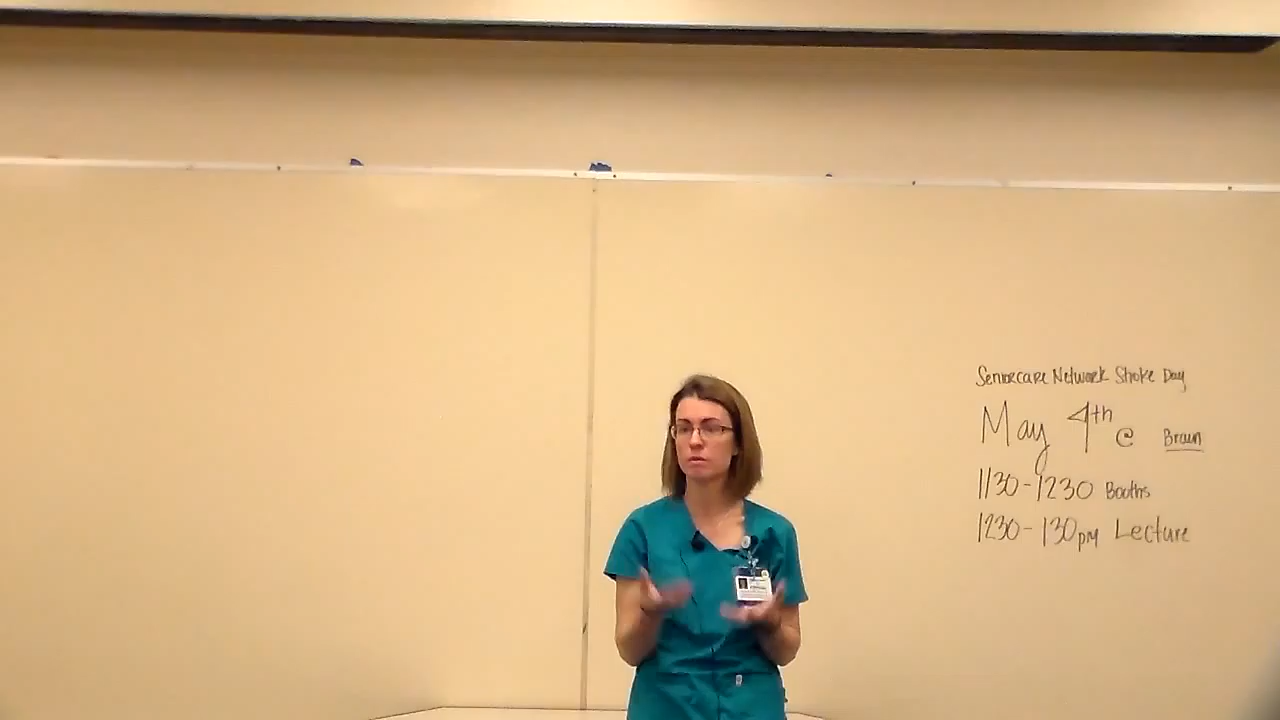 Seniorcare Network Stroke Day
May 4th @ Braun
1130-1230 Booths
1230-130pm Lecture